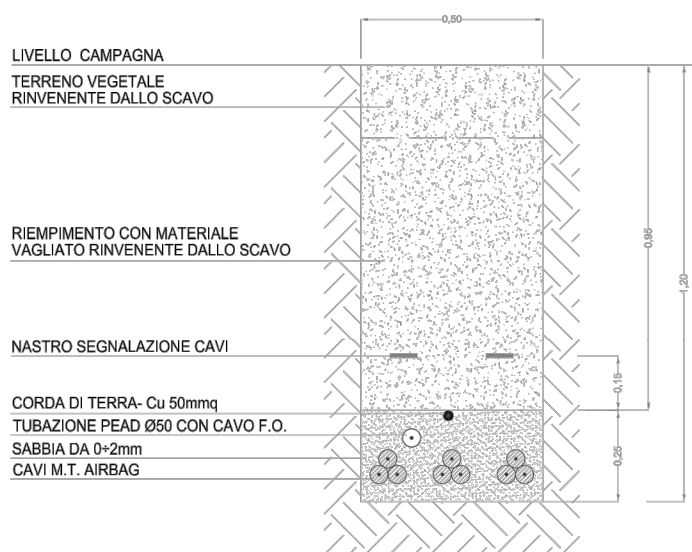 0,50
LIVELLO CAMPAGNA
TERRENO VEGETALE
RINVENENTE DALLO SCAVO
RIEMPIMENTO CON MATERIALE
VAGLIATO RINVENENTE DALLO SCAVO
0,95
1,20
NASTRO SEGNALAZIONE CAVI
0,15
CORDA DI TERRA- Cu 50mmq
TUBAZIONE PEAD Ø50 CON CAVO F.O.
SABBIA DA 0÷2mm
CAVI M.T. AIRBAG
0,25